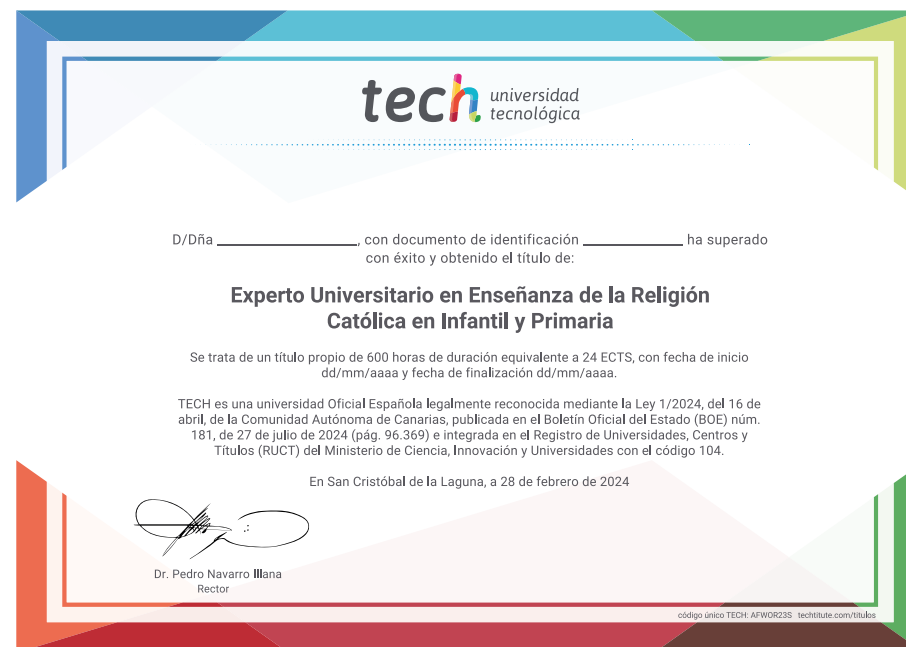 tech universidad
tecnológica
D/Dña ____________________, con documento de identificación ______________ ha superado
con éxito y obtenido el título de:
Experto Universitario en Enseñanza de la Religión
Católica en Infantil y Primaria
Se trata de un título propio de 600 horas de duración equivalente a 24 ECTS, con fecha de inicio
dd/mm/aaaa y fecha de finalización dd/mm/aaaa.
TECH es una universidad Oficial Española legalmente reconocida mediante la Ley 1/2024, del 16 de
abril, de la Comunidad Autónoma de Canarias, publicada en el Boletín Oficial del Estado (BOE) núm.
181, de 27 de julio de 2024 (pág. 96.369) e integrada en el Registro de Universidades, Centros y
Títulos (RUCT) del Ministerio de Ciencia, Innovación y Universidades con el código 104.
En San Cristóbal de la Laguna, a 28 de febrero de 2024
Dr. Pedro Navarro Illana
Rector
código único TECH: AFWOR23S techtitute.com/titulos